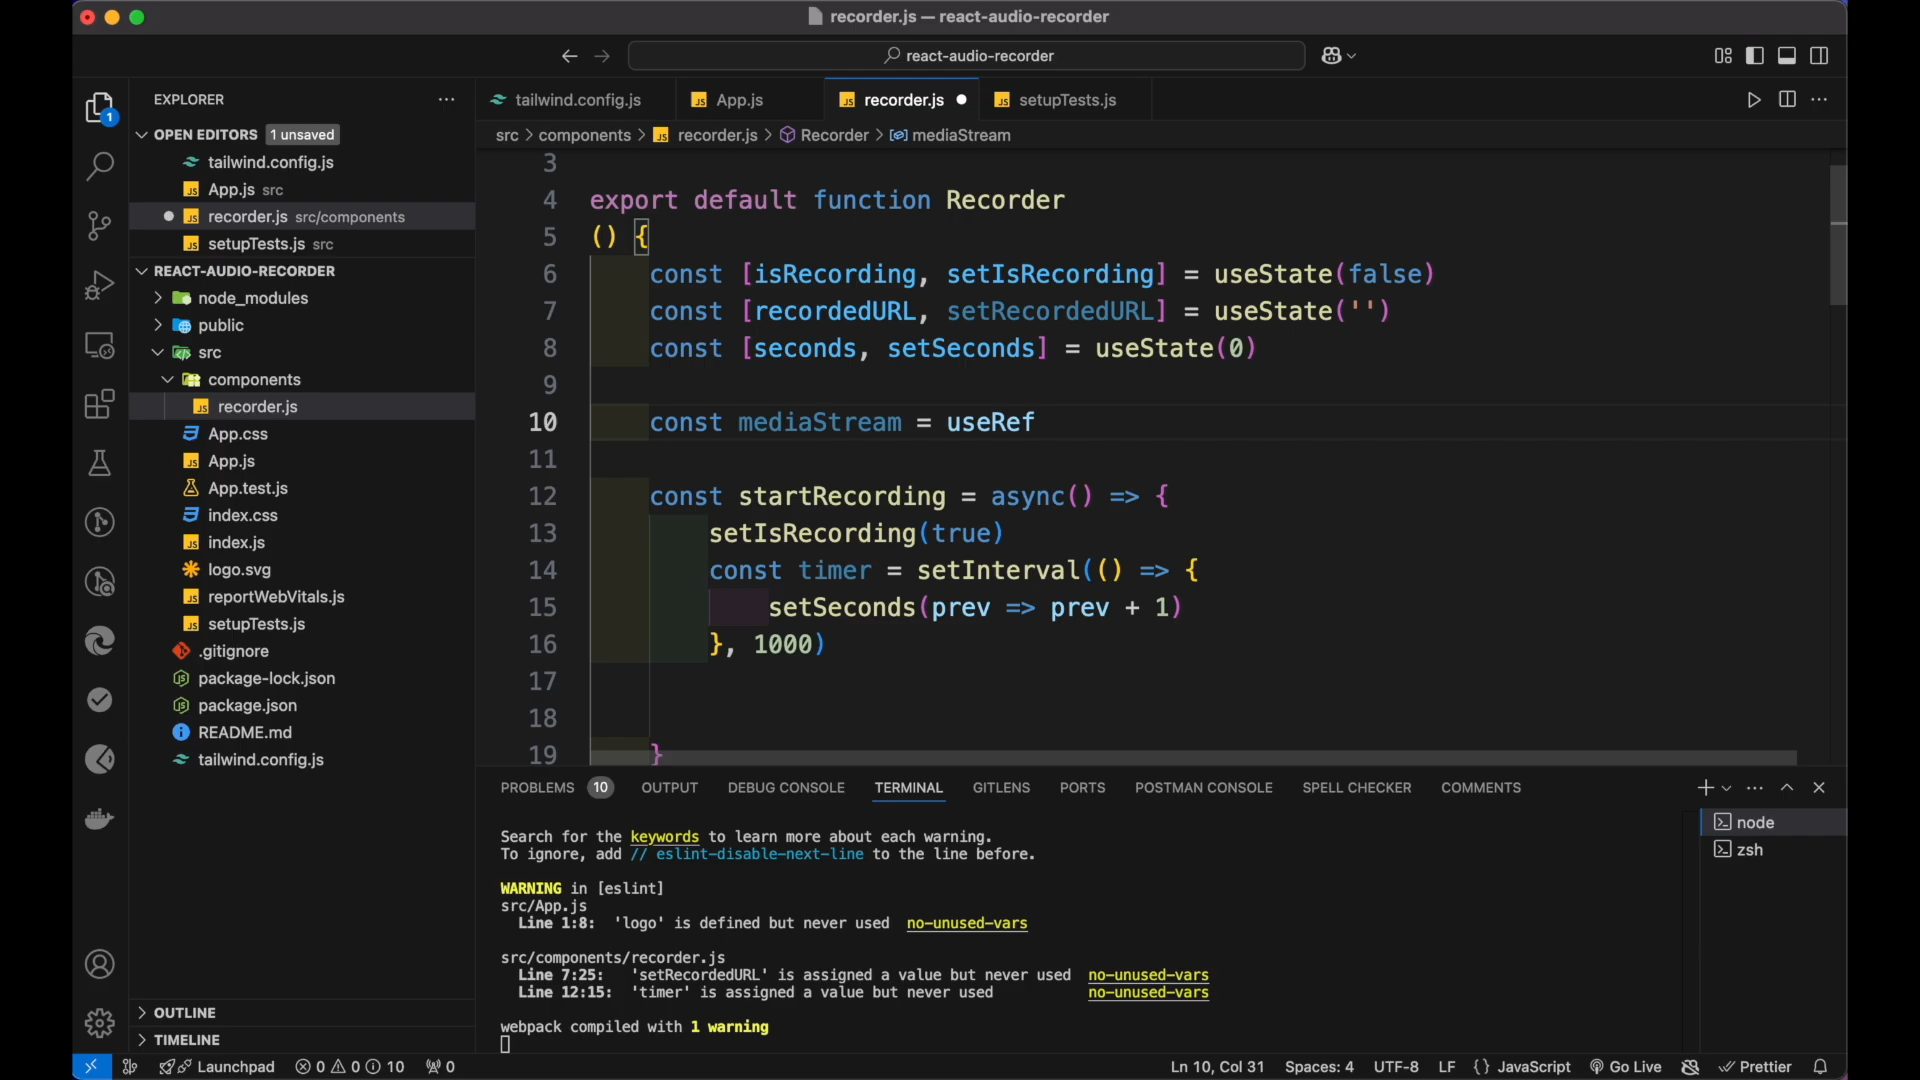 recorder.js — react-audio-recorder
react-audio-recorder
EXPLORER
OPEN EDITORS 1 unsaved
tailwind.config.js
App.js src
recorder.js src/components
setupTests.js src
REACT-AUDIO-RECORDER
node_modules
public
src
components
recorder.js
App.css
App.js
App.test.js
index.css
index.js
logo.svg
reportWebVitals.js
setupTests.js
.gitignore
package-lock.json
package.json
README.md
tailwind.config.js
OUTLINE
TIMELINE
1
tailwind.config.js App.js recorder.js setupTests.js
src > components > recorder.js > Recorder > mediaStream
3
4 export default function Recorder
5 () {
6 const [isRecording, setIsRecording] = useState(false)
7 const [recordedURL, setRecordedURL] = useState('')
8 const [seconds, setSeconds] = useState(0)
9
10 const mediaStream = useRef
11
12 const startRecording = async() => {
13 setIsRecording(true)
14 const timer = setInterval(() => {
15 setSeconds(prev => prev + 1)
16 }, 1000)
17
18
19 }
PROBLEMS 10 OUTPUT DEBUG CONSOLE TERMINAL GITLENS PORTS POSTMAN CONSOLE SPELL CHECKER COMMENTS
Search for the keywords to learn more about each warning.
To ignore, add // eslint-disable-next-line to the line before.
WARNING in [eslint]
src/App.js
Line 1:8: 'logo' is defined but never used no-unused-vars
src/components/recorder.js
Line 7:25: 'setRecordedURL' is assigned a value but never used no-unused-vars
Line 12:15: 'timer' is assigned a value but never used no-unused-vars
webpack compiled with 1 warning
node
zsh
Launchpad 0 0 10 0 Ln 10, Col 31 Spaces: 4 UTF-8 LF {} JavaScript Go Live Prettier